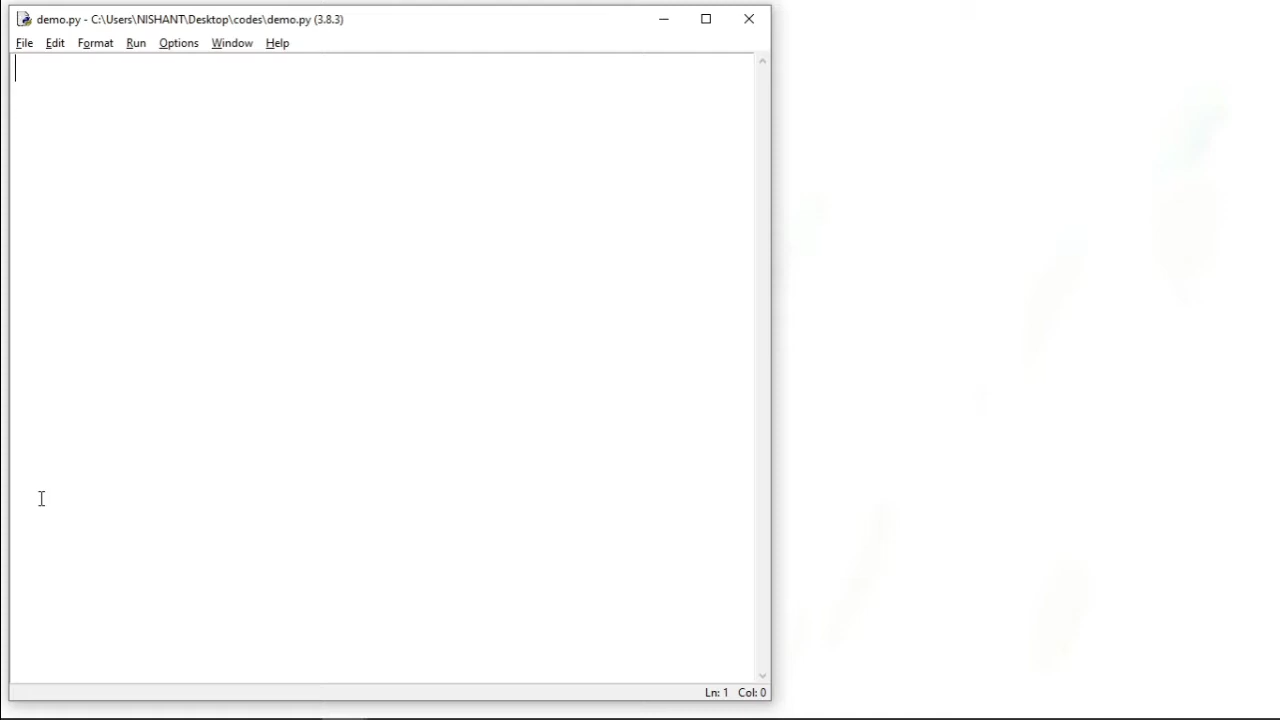 demo.py - C:\Users\NISHANT\Desktop\codes\demo.py (3.8.3)
File Edit Format Run Options Window Help
Ln: 1 Col: 0